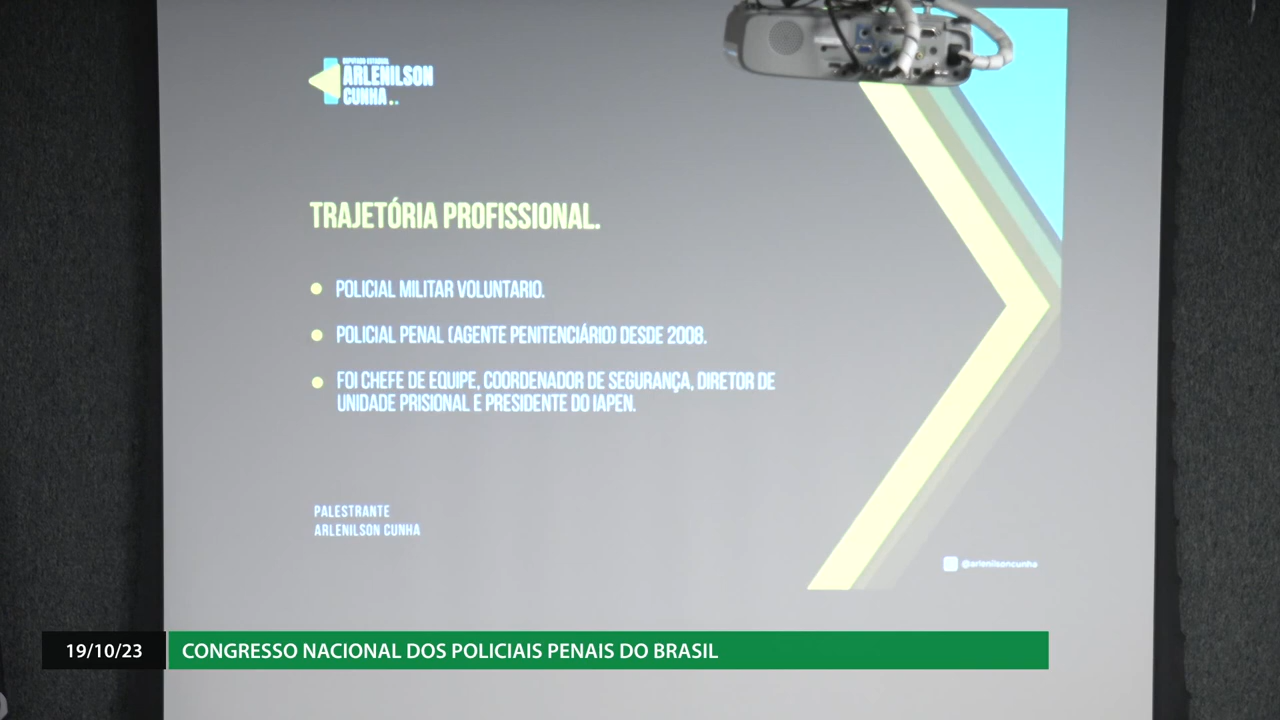 DEPUTADO ESTADUAL
ARLENILSON
CUNHA..
TRAJETÓRIA PROFISSIONAL.
POLICIAL MILITAR VOLUNTARIO.
POLICIAL PENAL (AGENTE PENITENCIÁRIO) DESDE 2008.
FOI CHEFE DE EQUIPE, COORDENADOR DE SEGURANÇA, DIRETOR DE
UNIDADE PRISIONAL E PRESIDENTE DO IAPEN.
PALESTRANTE
ARLENILSON CUNHA
@arlenilsoncunha
19/10/23 CONGRESSO NACIONAL DOS POLICIAIS PENAIS DO BRASIL